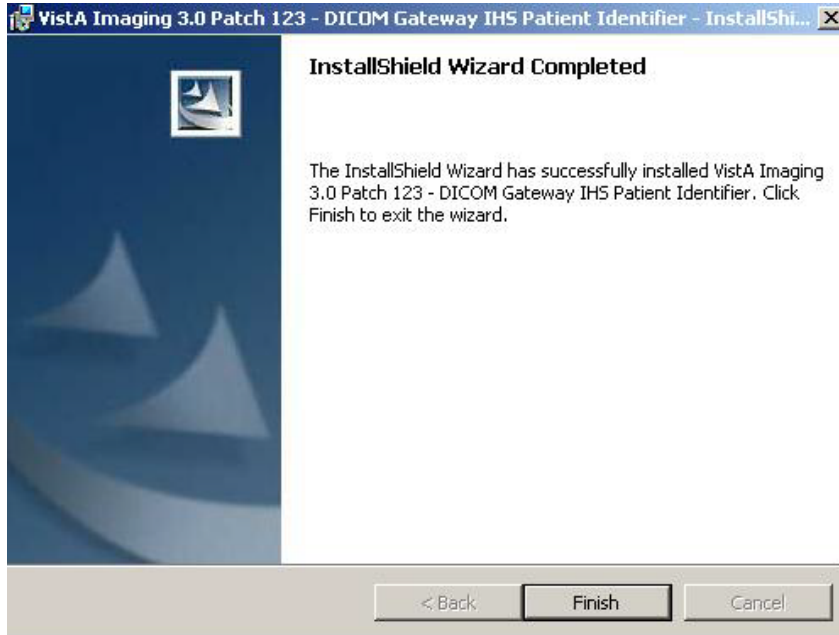 VistA Imaging 3.0 Patch 123 - DICOM Gateway IHS Patient Identifier - InstallShi...
InstallShield Wizard Completed
The InstallShield Wizard has successfully installed VistA Imaging
3.0 Patch 123 - DICOM Gateway IHS Patient Identifier. Click
Finish to exit the wizard.
< Back
Finish
Cancel